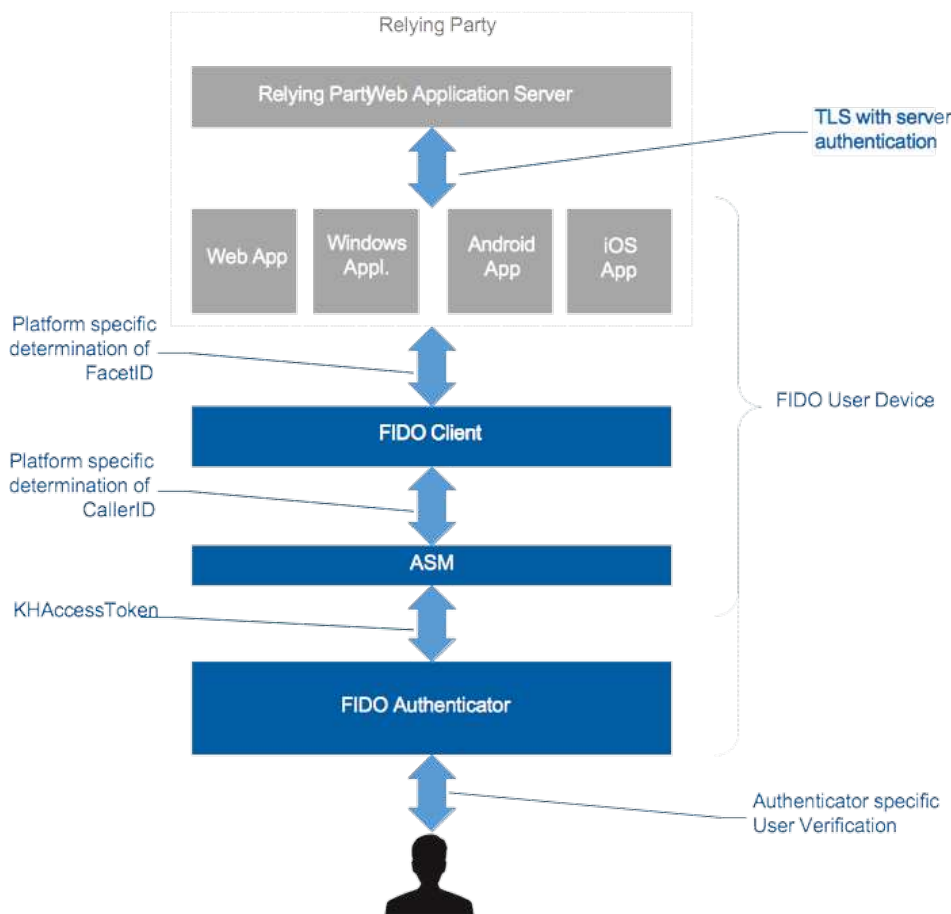 Relying Party
Relying PartyWeb Application Server
TLS with server
authentication
Web App
Windows
Appl.
Android
App
iOS
App
Platform specific
determination of
FacetID
FIDO User Device
FIDO Client
Platform specific
determination of
CallerID
ASM
KHAccessToken
FIDO Authenticator
Authenticator specific
User Verification